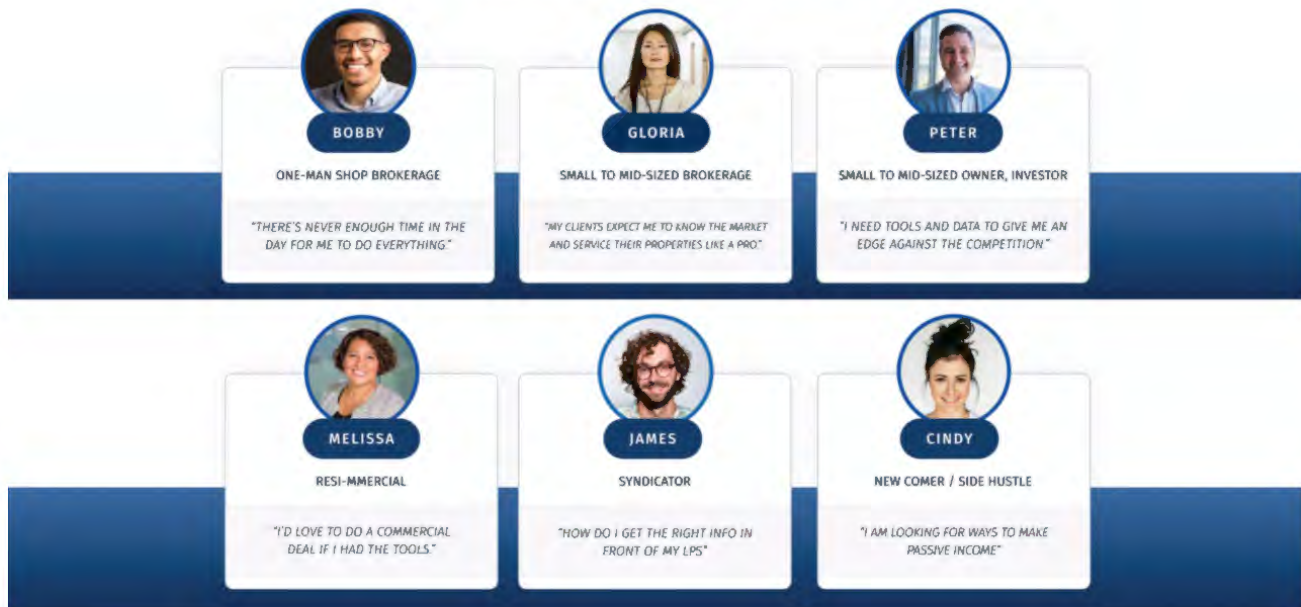 BOBBY
ONE-MAN SHOP BROKERAGE
"THERE'S NEVER ENOUGH TIME IN THE
DAY FOR ME TO DO EVERYTHING."
GLORIA
SMALL TO MID-SIZED BROKERAGE
"MY CLIENTS EXPECT ME TO KNOW THE MARKET
AND SERVICE THEIR PROPERTIES LIKE A PRO."
PETER
SMALL TO MID-SIZED OWNER, INVESTOR
"I NEED TOOLS AND DATA TO GIVE ME AN
EDGE AGAINST THE COMPETITION."
MELISSA
RESI-MMERCIAL
"I'D LOVE TO DO A COMMERCIAL
DEAL IF I HAD THE TOOLS."
JAMES
SYNDICATOR
"HOW DO I GET THE RIGHT INFO IN
FRONT OF MY LPS"
CINDY
NEW COMER / SIDE HUSTLE
"I AM LOOKING FOR WAYS TO MAKE
PASSIVE INCOME"